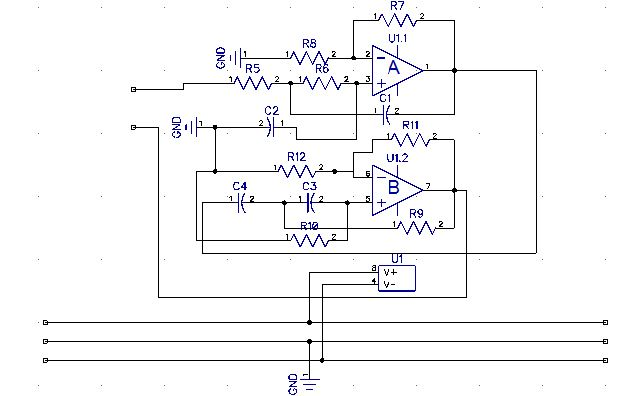 R7
1 2
GND 1 R8 1 2 2 U1.1
A 1
R5 1 2 R6 1 2 3
C1 1 2
GND 1 2 C2 1
R11 1 2
R12 1 2 6 U1.2
B 7
C4 1 2 C3 1 2 5
R9 1 2
R10 1 2
U1
8 V+
4 V-
GND 1